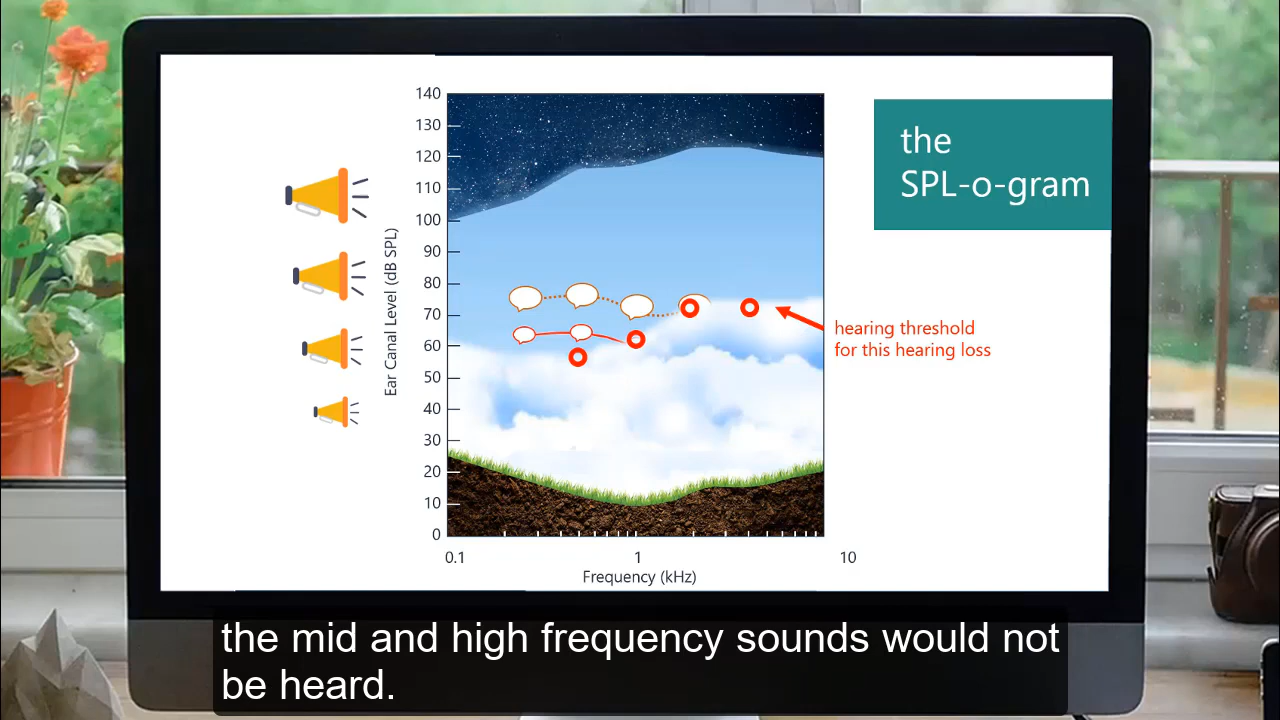 the
SPL-o-gram
140
130
120
110
100
90
80
70
60
50
40
30
20
10
0
Ear Canal Level (dB SPL)
hearing threshold
for this hearing loss
0.1 1 10
Frequency (kHz)
the mid and high frequency sounds would not
be heard.